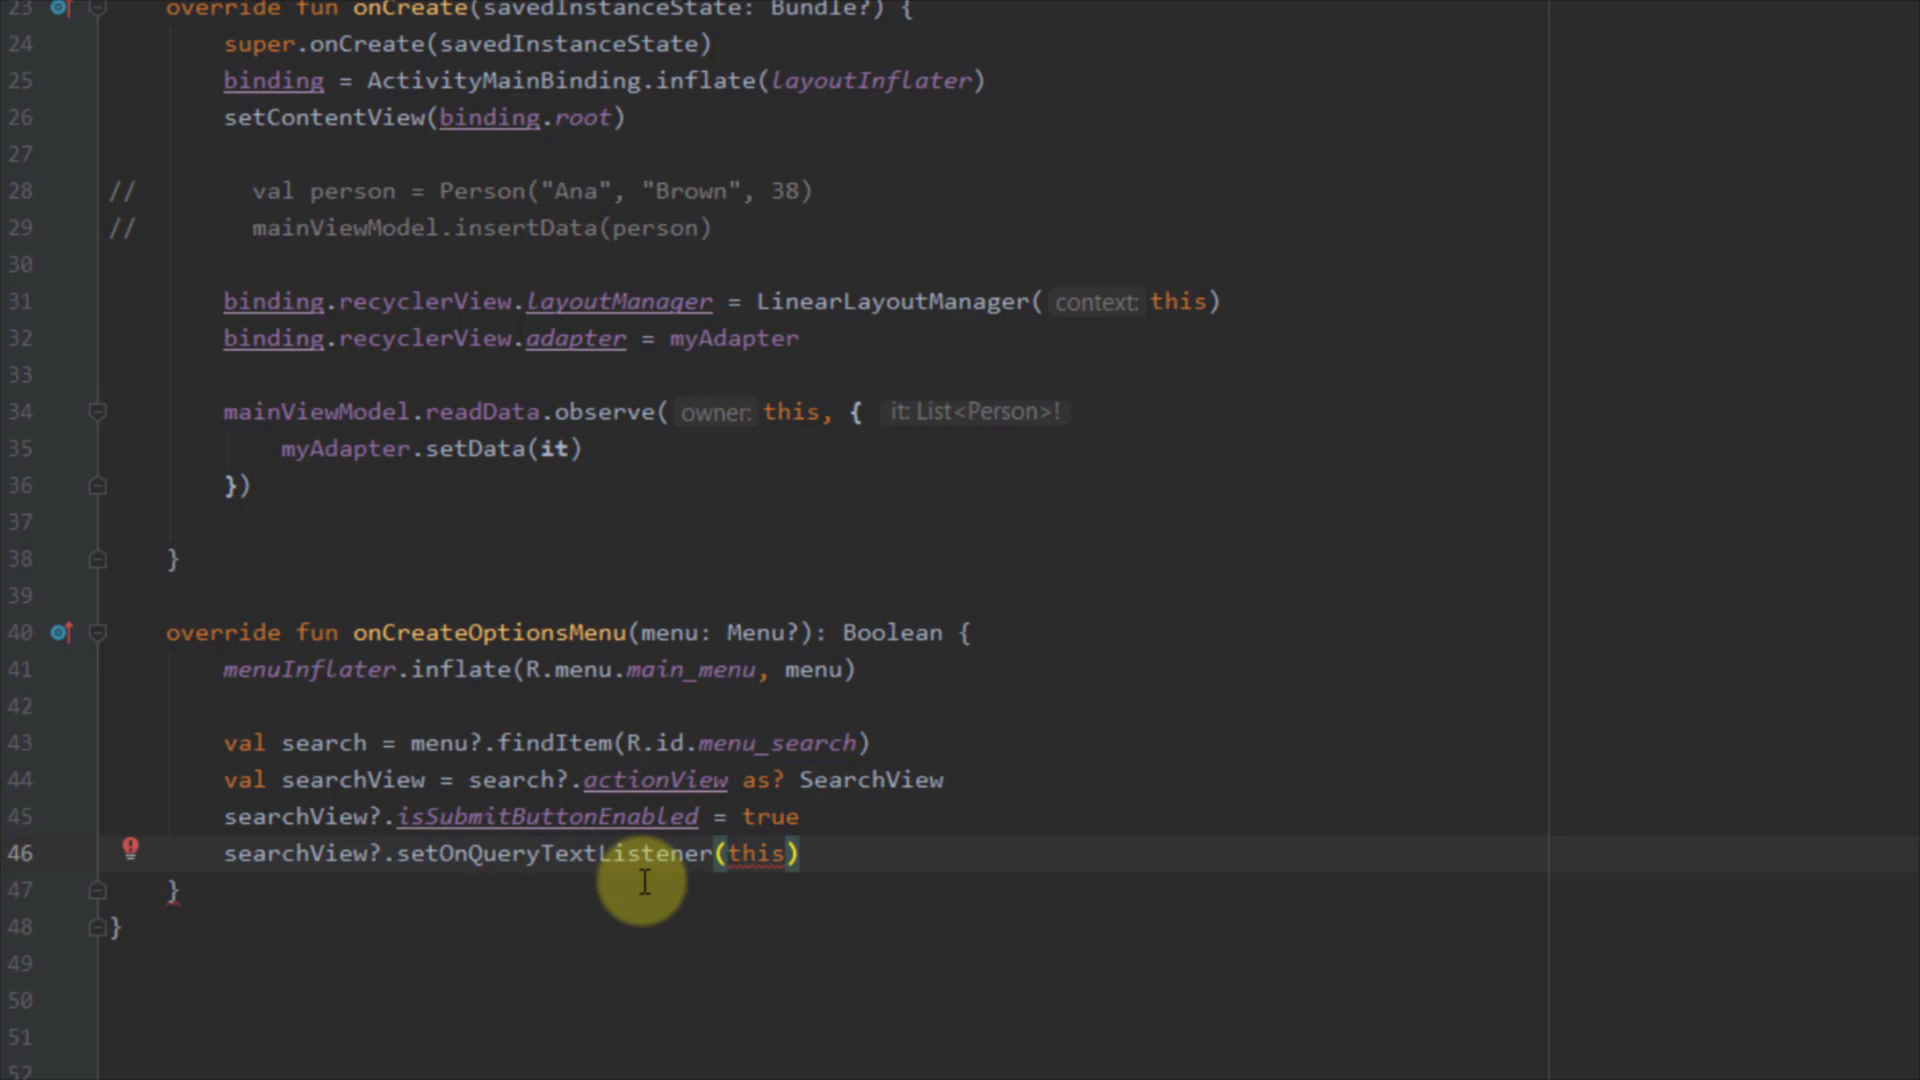 23 override fun onCreate(savedInstanceState: Bundle?) {
24 super.onCreate(savedInstanceState)
25 binding = ActivityMainBinding.inflate(layoutInflater)
26 setContentView(binding.root)
27
28 // val person = Person("Ana", "Brown", 38)
29 // mainViewModel.insertData(person)
30
31 binding.recyclerView.layoutManager = LinearLayoutManager( context: this)
32 binding.recyclerView.adapter = myAdapter
33
34 mainViewModel.readData.observe( owner: this, { it: List<Person>!
35 myAdapter.setData(it)
36 })
37
38 }
39
40 override fun onCreateOptionsMenu(menu: Menu?): Boolean {
41 menuInflater.inflate(R.menu.main_menu, menu)
42
43 val search = menu?.findItem(R.id.menu_search)
44 val searchView = search?.actionView as? SearchView
45 searchView?.isSubmitButtonEnabled = true
46 searchView?.setOnQueryTextListener(this)
47 }
48 }
49
50
51
52